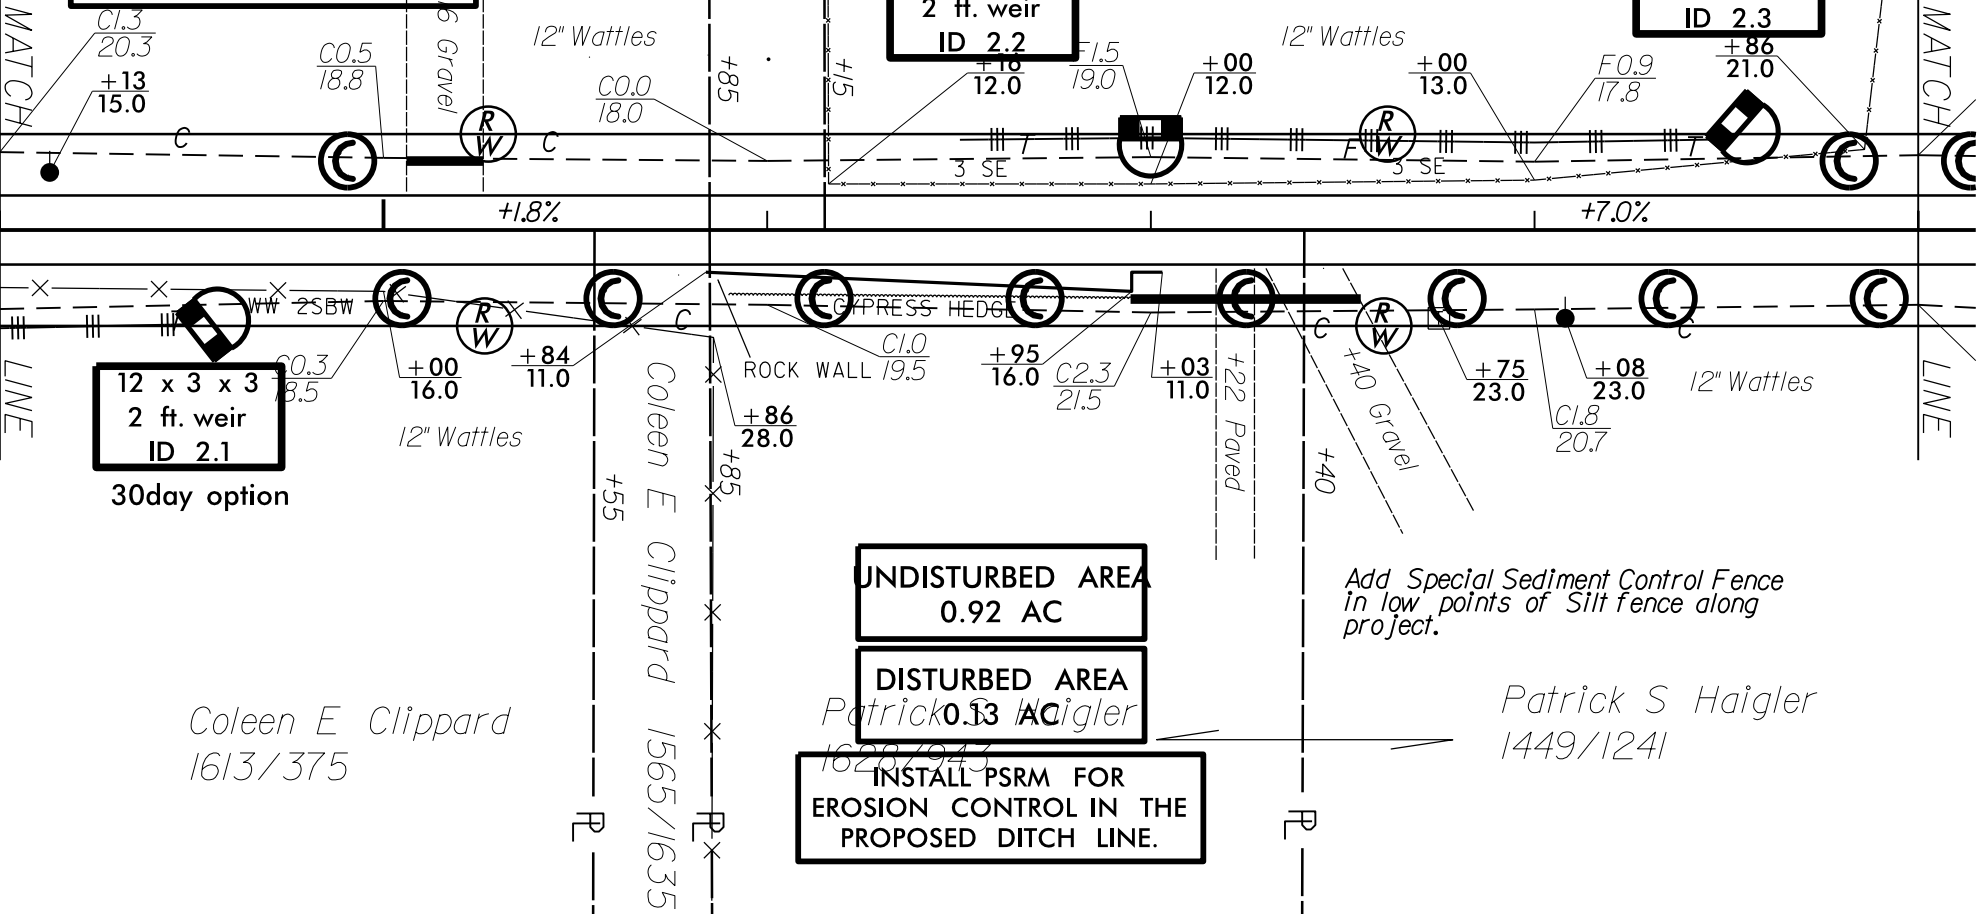 MATCH
C1.3
20.3
+13
15.0
C0.5
18.8
6 Gravel
12" Wattles
C0.0
18.0
+85
+15
2 ft. weir
ID 2.2
+18
12.0
F1.5
19.0
+00
12.0
12" Wattles
+00
13.0
F0.9
17.8
ID 2.3
+86
21.0
MATCH
C
R
W
C
3 SE
T
F
R
W
3 SE
T
+1.8%
+7.0%
WW 2SBW
R
W
C
CYPRESS HEDGE
C
R
W
C
LINE
12 x 3 x 3
2 ft. weir
ID 2.1
30day option
C0.3
18.5
+00
16.0
12" Wattles
+84
11.0
ROCK WALL
C1.0
19.5
+86
28.0
+95
16.0
C2.3
21.5
+03
11.0
+22 Paved
+40 Gravel
+40
+75
23.0
C1.8
20.7
+08
23.0
12" Wattles
LINE
+55
+85
Coleen E Clippard 1565/1635
UNDISTURBED AREA
0.92 AC
DISTURBED AREA
0.13 AC
Add Special Sediment Control Fence
in low points of Silt fence along
project.
Coleen E Clippard
1613/375
Patrick S Haigler
1628/943
Patrick S Haigler
1449/1241
INSTALL PSRM FOR
EROSION CONTROL IN THE
PROPOSED DITCH LINE.
PL
PL
PL